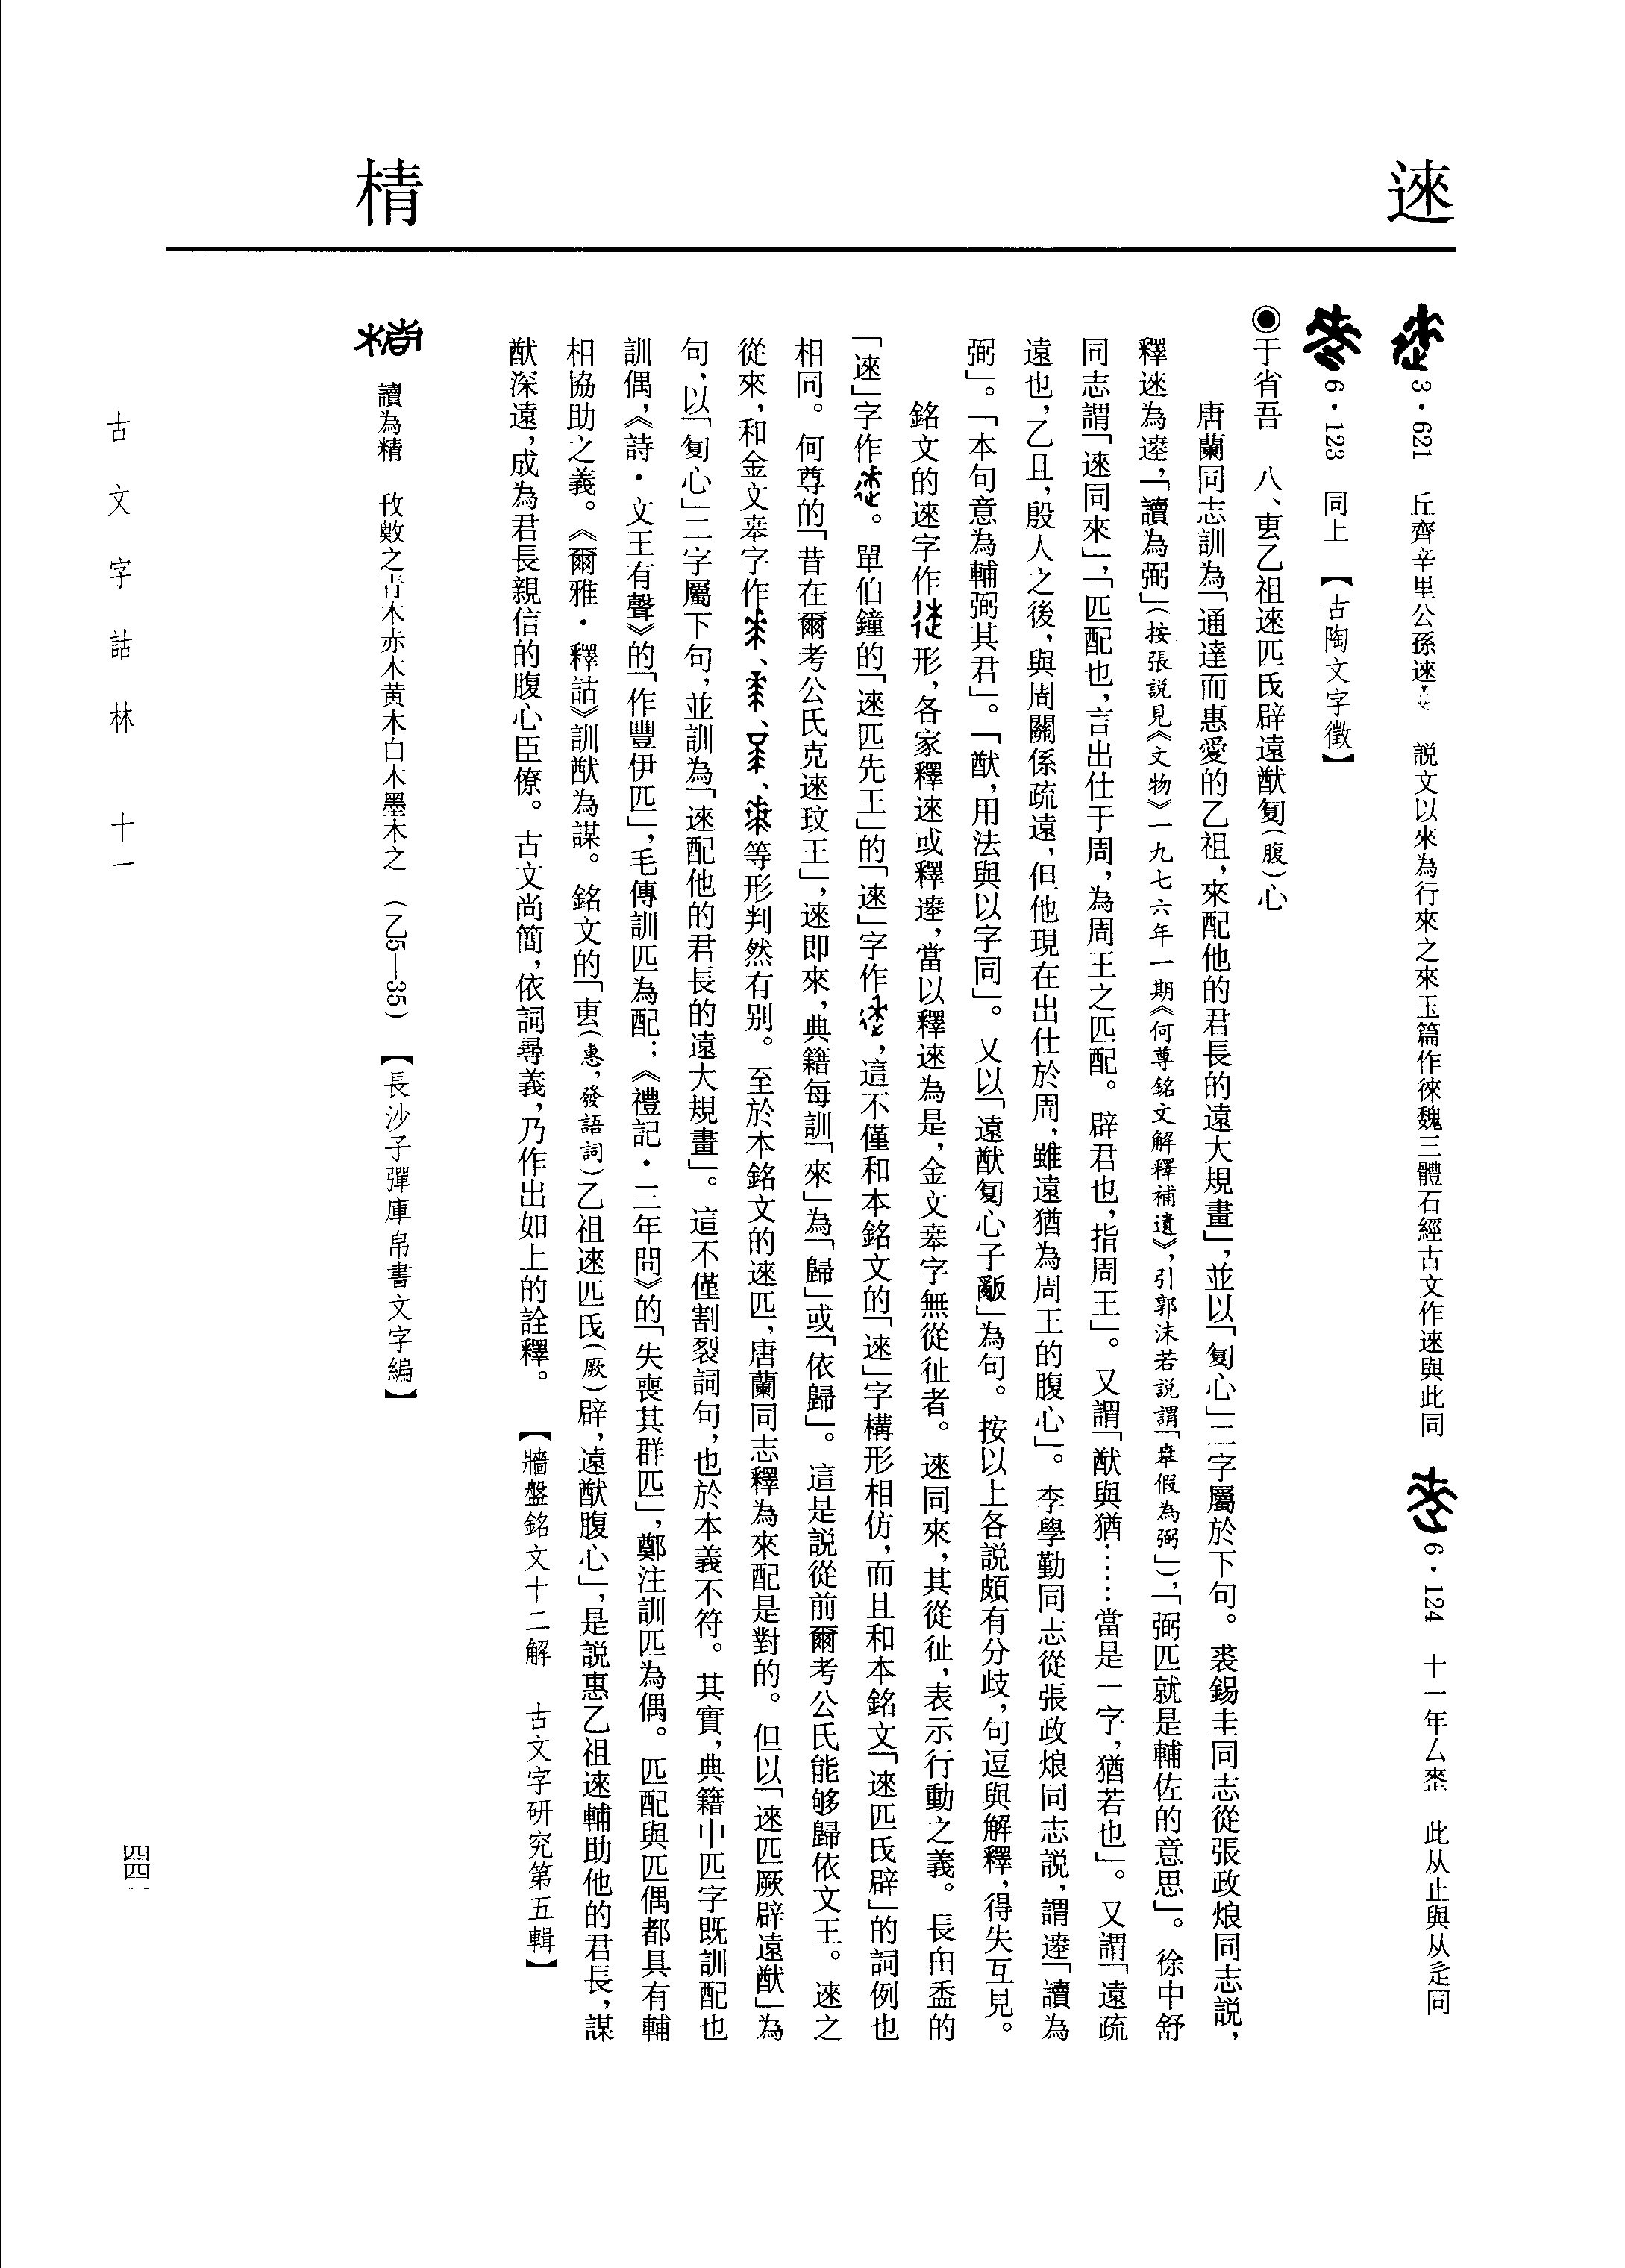 逨
棈
3·621 丘齊辛里公孫逨 説文以來為行來之來玉篇作徠魏三體石經古文作逨與此同 6·124 十一年厶 此从止與从辵同
6·123 同上 【古陶文字徵】
◉于省吾 八、叀乙祖逨匹氏辟遠猷匎（腹）心
唐蘭同志訓為「通達而惠愛的乙祖，來配他的君長的遠大規畫」，並以「匎心」二字屬於下句。裘錫圭同志從張政烺同志説，
釋逨為逩，「讀為弼」（按張説見《文物》一九七六年一期《何尊銘文解釋補遺》，引郭沫若説謂「𠦪假為弼」），「弼匹就是輔佐的意思」。徐中舒
同志謂「逨同來」，「匹配也，言出仕于周，為周王之匹配。辟君也，指周王」。又謂「猷與猶……當是一字，猶若也」。又謂「遠疏
遠也，乙且，殷人之後，與周關係疏遠，但他現在出仕於周，雖遠猶為周王的腹心」。李學勤同志從張政烺同志説，謂逩「讀為
弼」。「本句意為輔弼其君」。「猷，用法與以字同」。又以「遠猷匎心子𢿍」為句。按以上各説頗有分歧，句逗與解釋，得失互見。
銘文的逨字作形，各家釋逨或釋逩，當以釋逨為是，金文𠦪字無從㢟者。逨同來，其從㢟，表示行動之義。長甶盉的
「逨」字作。單伯鐘的「逨匹先王」的「逨」字作，這不僅和本銘文的「逨」字構形相仿，而且和本銘文「逨匹氏辟」的詞例也
相同。何尊的「昔在爾考公氏克逨玟王」，逨即來，典籍每訓「來」為「歸」或「依歸」。這是説從前爾考公氏能够歸依文王。逨之
從來，和金文𠦪字作、、、等形判然有别。至於本銘文的逨匹，唐蘭同志釋為來配是對的。但以「逨匹厥辟遠猷」為
句，以「匎心」二字屬下句，並訓為「逨配他的君長的遠大規畫」。這不僅割裂詞句，也於本義不符。其實，典籍中匹字既訓配也
訓偶，《詩·文王有聲》的「作豐伊匹」，毛傳訓匹為配；《禮記·三年問》的「失喪其群匹」，鄭注訓匹為偶。匹配與匹偶都具有輔
相協助之義。《爾雅·釋詁》訓猷為謀。銘文的「叀（惠，發語詞）乙祖逨匹氏（厥）辟，遠猷腹心」，是説惠乙祖逨輔助他的君長，謀
猷深遠，成為君長親信的腹心臣僚。古文尚簡，依詞尋義，乃作出如上的詮釋。 【牆盤銘文十二解 古文字研究第五輯】
讀為精 攼斁之青木赤木黄木白木墨木之—（乙5—35） 【長沙子彈庫帛書文字編】
古文字詁林 十一
四四一